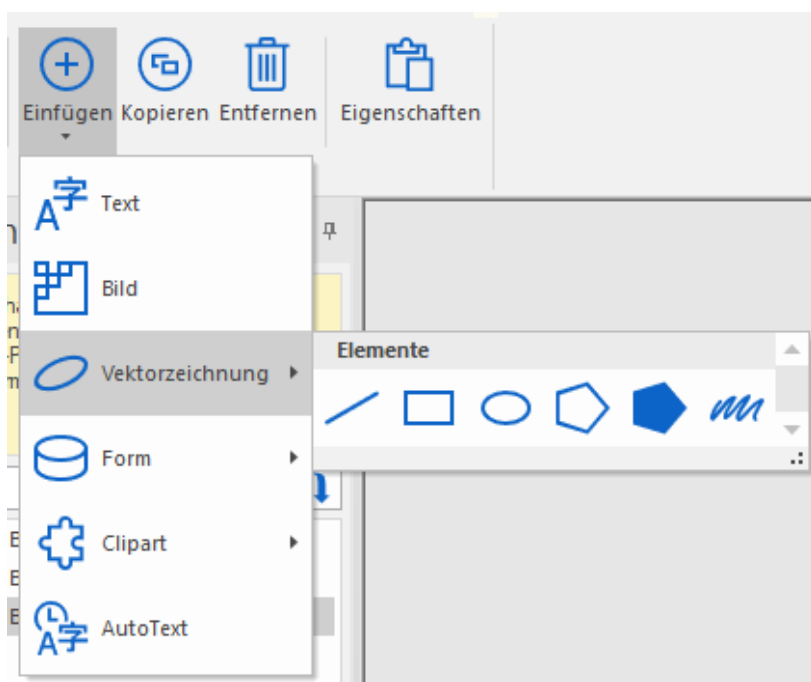 Einfügen Kopieren Entfernen Eigenschaften
Text
Bild
Vektorzeichnung
Elemente
Form
Clipart
AutoText